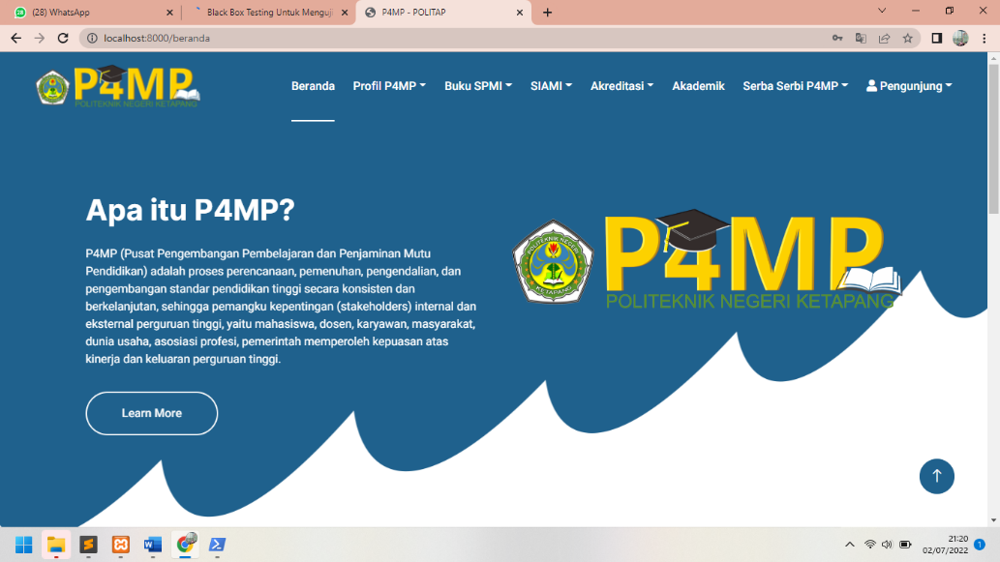 (28) WhatsApp
Black Box Testing Untuk Menguji
P4MP - POLITAP
localhost:8000/beranda
P4MP
POLITEKNIK NEGERI KETAPANG
Beranda
Profil P4MP
Buku SPMI
SIAMI
Akreditasi
Akademik
Serba Serbi P4MP
Pengunjung
Apa itu P4MP?
P4MP (Pusat Pengembangan Pembelajaran dan Penjaminan Mutu
Pendidikan) adalah proses perencanaan, pemenuhan, pengendalian, dan
pengembangan standar pendidikan tinggi secara konsisten dan
berkelanjutan, sehingga pemangku kepentingan (stakeholders) internal dan
eksternal perguruan tinggi, yaitu mahasiswa, dosen, karyawan, masyarakat,
dunia usaha, asosiasi profesi, pemerintah memperoleh kepuasan atas
kinerja dan keluaran perguruan tinggi.
Learn More
POLITEKNIK NEGERI
KETAPANG
P4MP
POLITEKNIK NEGERI KETAPANG
21:20
02/07/2022
1